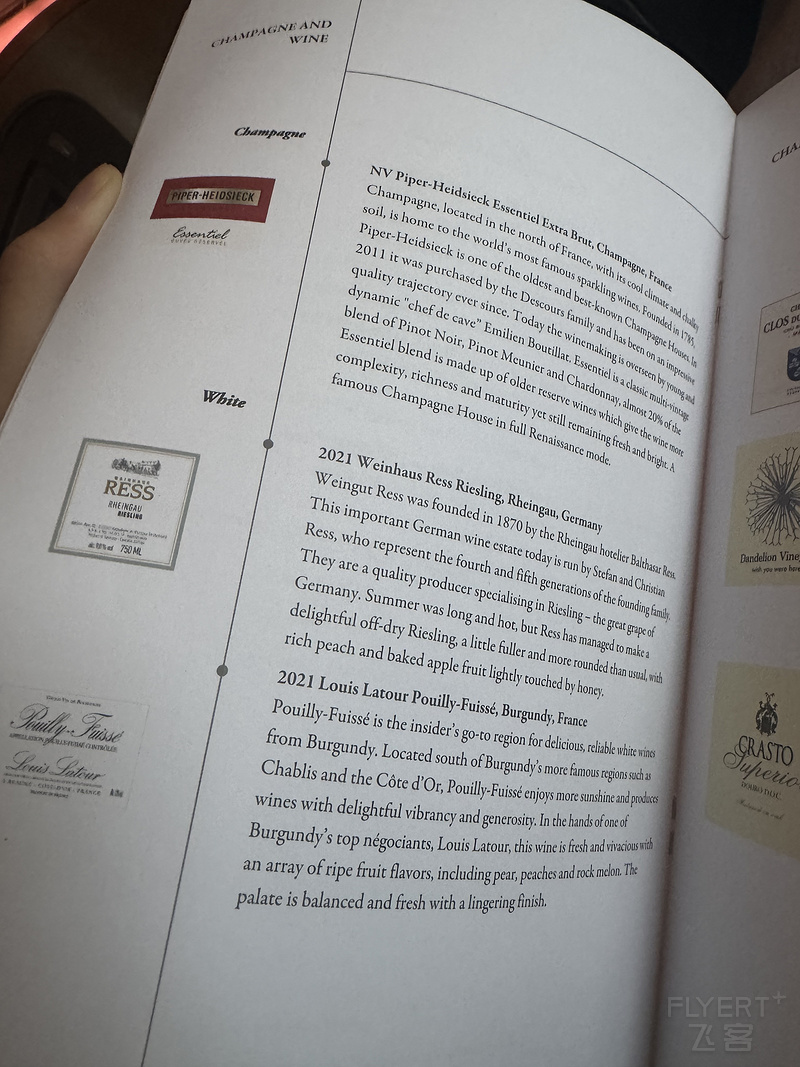 CHAMPAGNE AND
WINE
Champagne
PIPER-HEIDSIECK
Essentiel
CUVÉE RÉSERVÉE
NV Piper-Heidsieck Essentiel Extra Brut, Champagne, France
Champagne, located in the north of France, with its cool climate and chalky
soil, is home to the world's most famous sparkling wines. Founded in 1785,
Piper-Heidsieck is one of the oldest and best-known Champagne Houses. In
2011 it was purchased by the Descours family and has been on an impressive
quality trajectory ever since. Today the winemaking is overseen by young and
dynamic "chef de cave" Emilien Boutillat. Essentiel is a classic multi-vintage
blend of Pinot Noir, Pinot Meunier and Chardonnay, almost 20% of the
Essentiel blend is made up of older reserve wines which give the wine more
complexity, richness and maturity yet still remaining fresh and bright. A
famous Champagne House in full Renaissance mode.
White
WEINHAUS
RESS
RHEINGAU
RIESLING
750 ML
2021 Weinhaus Ress Riesling, Rheingau, Germany
Weingut Ress was founded in 1870 by the Rheingau hotelier Balthasar Ress.
This important German wine estate today is run by Stefan and Christian
Ress, who represent the fourth and fifth generations of the founding family.
They are a quality producer specialising in Riesling – the great grape of
Germany. Summer was long and hot, but Ress has managed to make a
delightful off-dry Riesling, a little fuller and more rounded than usual, with
rich peach and baked apple fruit lightly touched by honey.
Pouilly-Fuissé
APPELLATION POUILLY-FUISSÉ CONTRÔLÉE
Louis Latour
2021 Louis Latour Pouilly-Fuissé, Burgundy, France
Pouilly-Fuissé is the insider's go-to region for delicious, reliable white wines
from Burgundy. Located south of Burgundy's more famous regions such as
Chablis and the Côte d'Or, Pouilly-Fuissé enjoys more sunshine and produces
wines with delightful vibrancy and generosity. In the hands of one of
Burgundy's top négociants, Louis Latour, this wine is fresh and vivacious with
an array of ripe fruit flavors, including pear, peaches and rock melon. The
palate is balanced and fresh with a lingering finish.
CLOS
Dandelion
with you were here
CRASTO
Superio
DOURO DOC
FLYERT+
飞客